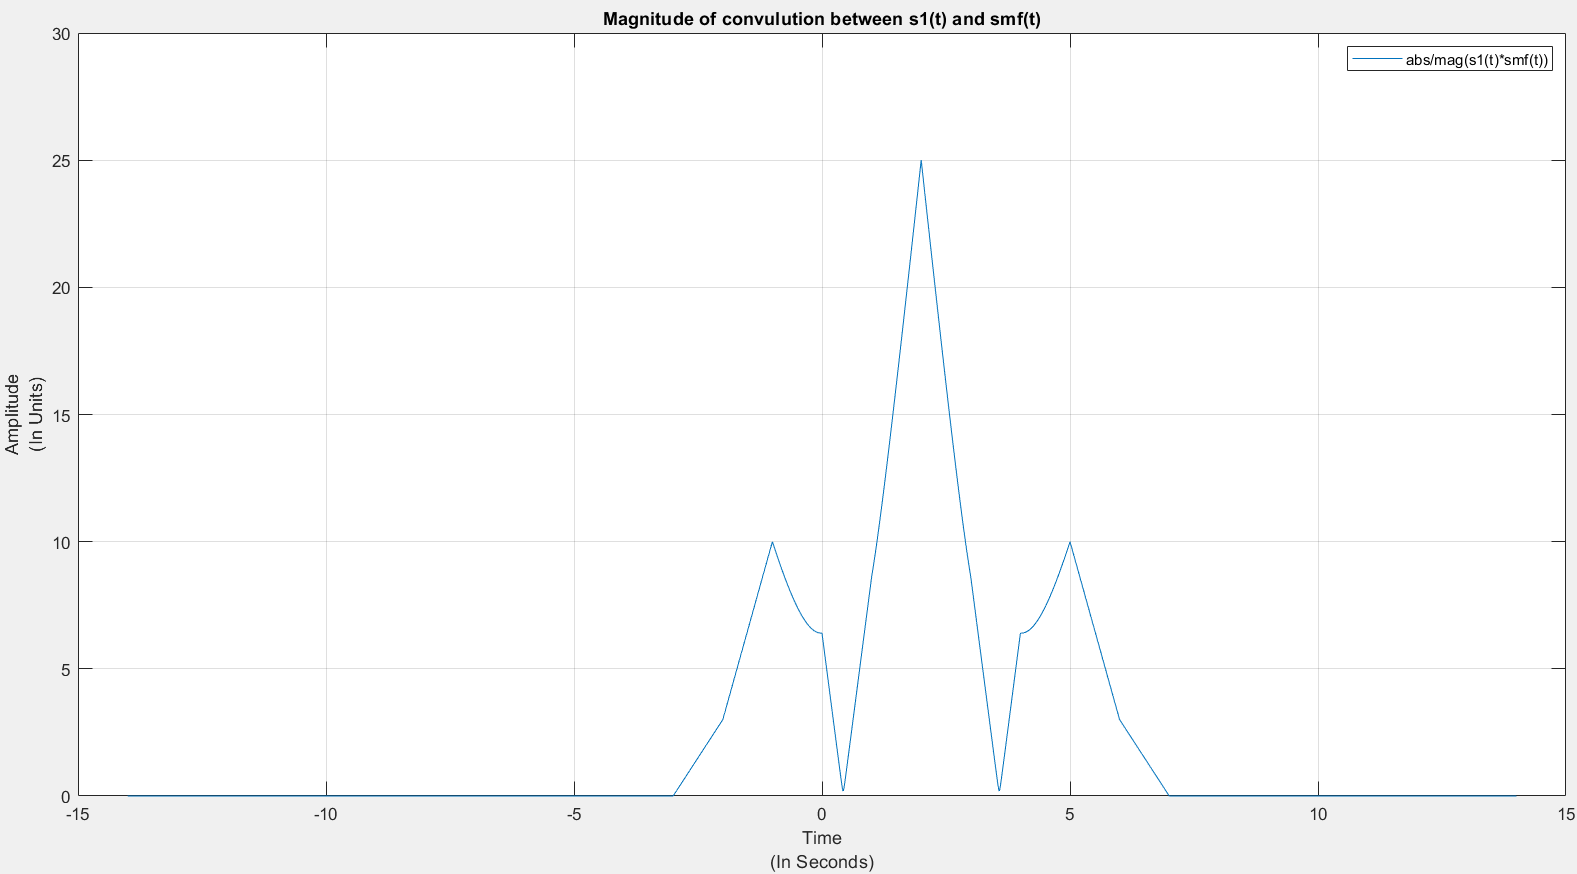 Magnitude of convulution between s1(t) and smf(t)
abs/mag(s1(t)*smf(t))
Amplitude
(In Units)
30
25
20
15
10
5
0
-15 -10 -5 0 5 10 15
Time
(In Seconds)